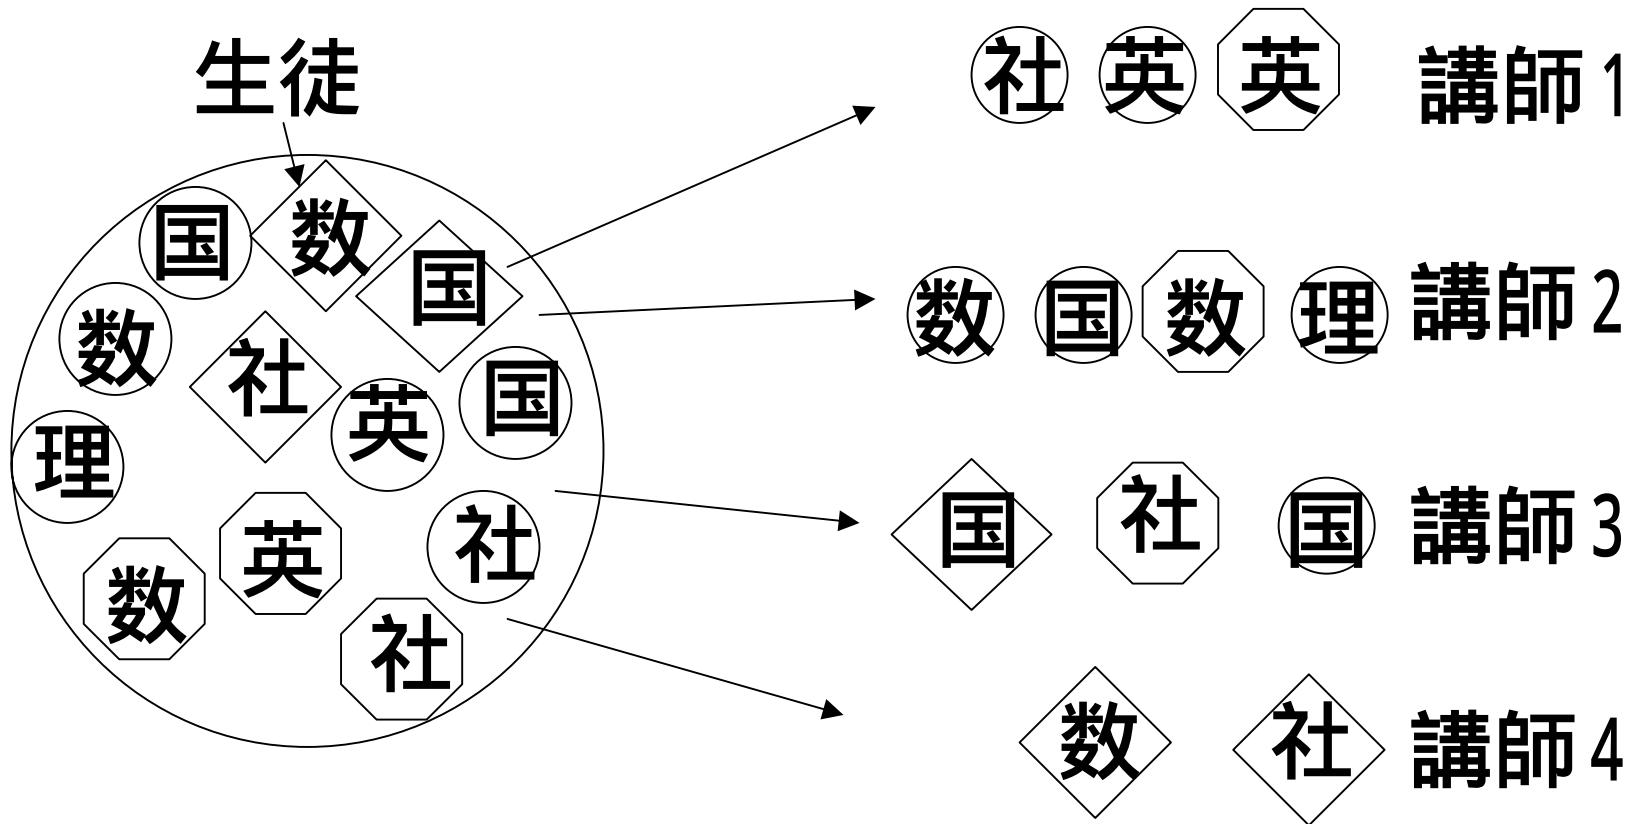 生徒
国
数
国
数
社
英
国
理
英
社
数
社
社 英 英 講師 1
数 国 数 理 講師 2
国 社 国 講師 3
数 社 講師 4